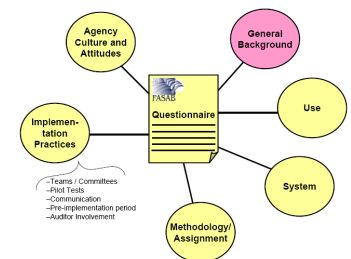 Agency
Culture and
Attitudes
General
Background
FASAB
Questionnaire
Use
Implemen-
tation
Practices
–Teams / Committees
–Pilot Tests
–Communication
–Pre-implementation period
–Auditor Involvement
System
Methodology/
Assignment